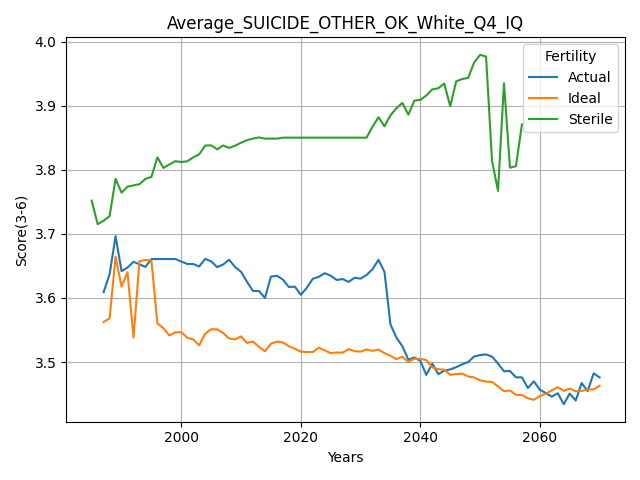 Average_SUICIDE_OTHER_OK_White_Q4_IQ
Fertility
Actual
Ideal
Sterile
Score(3-6)
4.0
3.9
3.8
3.7
3.6
3.5
2000
2020
2040
2060
Years